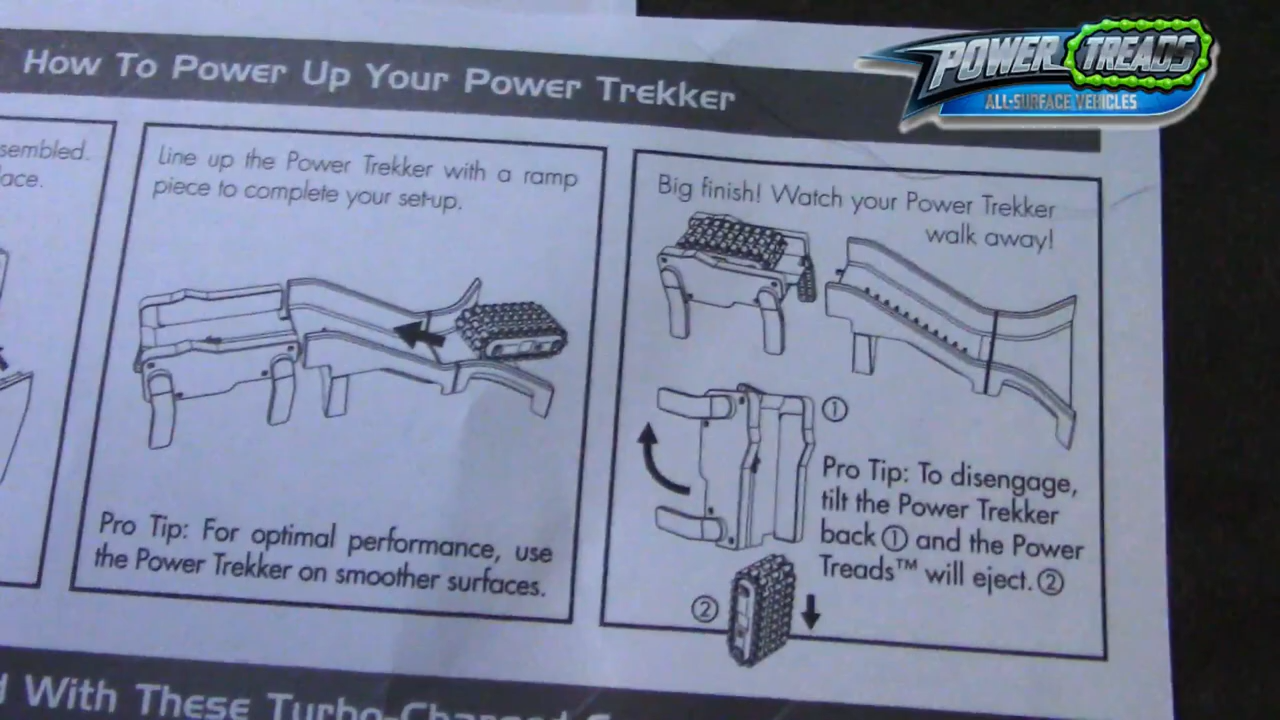 POWER TREADS
ALL-SURFACE VEHICLES
How To Power Up Your Power Trekker
sembled.
ace.
Line up the Power Trekker with a ramp
piece to complete your set-up.
Pro Tip: For optimal performance, use
the Power Trekker on smoother surfaces.
Big finish! Watch your Power Trekker
walk away!
①
Pro Tip: To disengage,
tilt the Power Trekker
back ① and the Power
Treads™ will eject. ②
②
With These Turbo-Charged